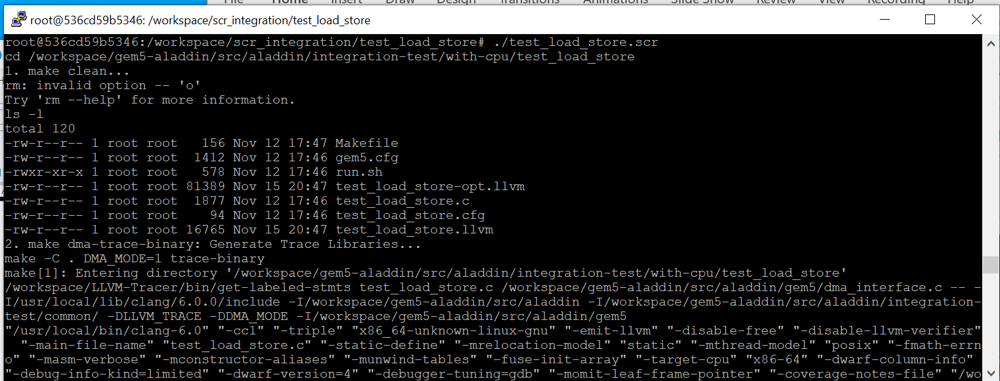 File Home Insert Draw Design Transitions Animations Slide Show Review View Recording Help
root@536cd59b5346: /workspace/scr_integration/test_load_store
root@536cd59b5346:/workspace/scr_integration/test_load_store# ./test_load_store.scr
cd /workspace/gem5-aladdin/src/aladdin/integration-test/with-cpu/test_load_store
1. make clean...
rm: invalid option -- 'o'
Try 'rm --help' for more information.
ls -l
total 120
-rw-r--r-- 1 root root   156 Nov 12 17:47 Makefile
-rw-r--r-- 1 root root  1412 Nov 12 17:46 gem5.cfg
-rwxr-xr-x 1 root root   578 Nov 12 17:46 run.sh
-rw-r--r-- 1 root root 81389 Nov 15 20:47 test_load_store-opt.llvm
-rw-r--r-- 1 root root  1877 Nov 12 17:46 test_load_store.c
-rw-r--r-- 1 root root    94 Nov 12 17:46 test_load_store.cfg
-rw-r--r-- 1 root root 16765 Nov 15 20:47 test_load_store.llvm
2. make dma-trace-binary: Generate Trace Libraries...
make -C . DMA_MODE=1 trace-binary
make[1]: Entering directory '/workspace/gem5-aladdin/src/aladdin/integration-test/with-cpu/test_load_store'
/workspace/LLVM-Tracer/bin/get-labeled-stmts test_load_store.c /workspace/gem5-aladdin/src/aladdin/gem5/dma_interface.c -- -
I/usr/local/lib/clang/6.0.0/include -I/workspace/gem5-aladdin/src/aladdin -I/workspace/gem5-aladdin/src/aladdin/integration-
test/common/ -DLLVM_TRACE -DDMA_MODE -I/workspace/gem5-aladdin/src/aladdin/gem5
"/usr/local/bin/clang-6.0" "-cc1" "-triple" "x86_64-unknown-linux-gnu" "-emit-llvm" "-disable-free" "-disable-llvm-verifier"
"-main-file-name" "test_load_store.c" "-static-define" "-mrelocation-model" "static" "-mthread-model" "posix" "-fmath-errn
o" "-masm-verbose" "-mconstructor-aliases" "-munwind-tables" "-fuse-init-array" "-target-cpu" "x86-64" "-dwarf-column-info"
"-debug-info-kind=limited" "-dwarf-version=4" "-debugger-tuning=gdb" "-momit-leaf-frame-pointer" "-coverage-notes-file" "/wo